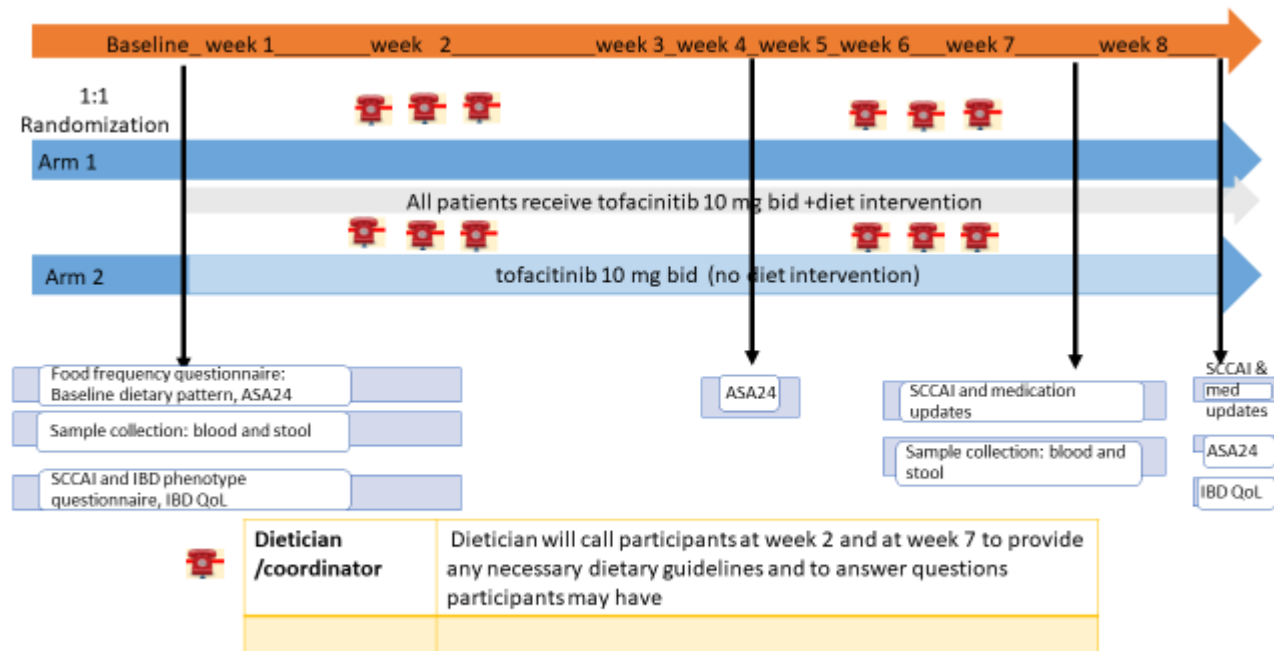 Baseline_ week 1________week 2__________week 3_week 4_week 5_week 6___week 7______week 8____
1:1
Randomization
Arm 1
All patients receive tofacinitib 10 mg bid +diet intervention
Arm 2
tofacitinib 10 mg bid (no diet intervention)
Food frequency questionnaire:
Baseline dietary pattern, ASA24
Sample collection: blood and stool
SCCAI and IBD phenotype
questionnaire, IBD QoL
ASA24
SCCAI and medication
updates
Sample collection: blood and
stool
SCCAI &
med
updates
ASA24
IBD QoL
Dietician
/coordinator
Dietician will call participants at week 2 and at week 7 to provide
any necessary dietary guidelines and to answer questions
participants may have